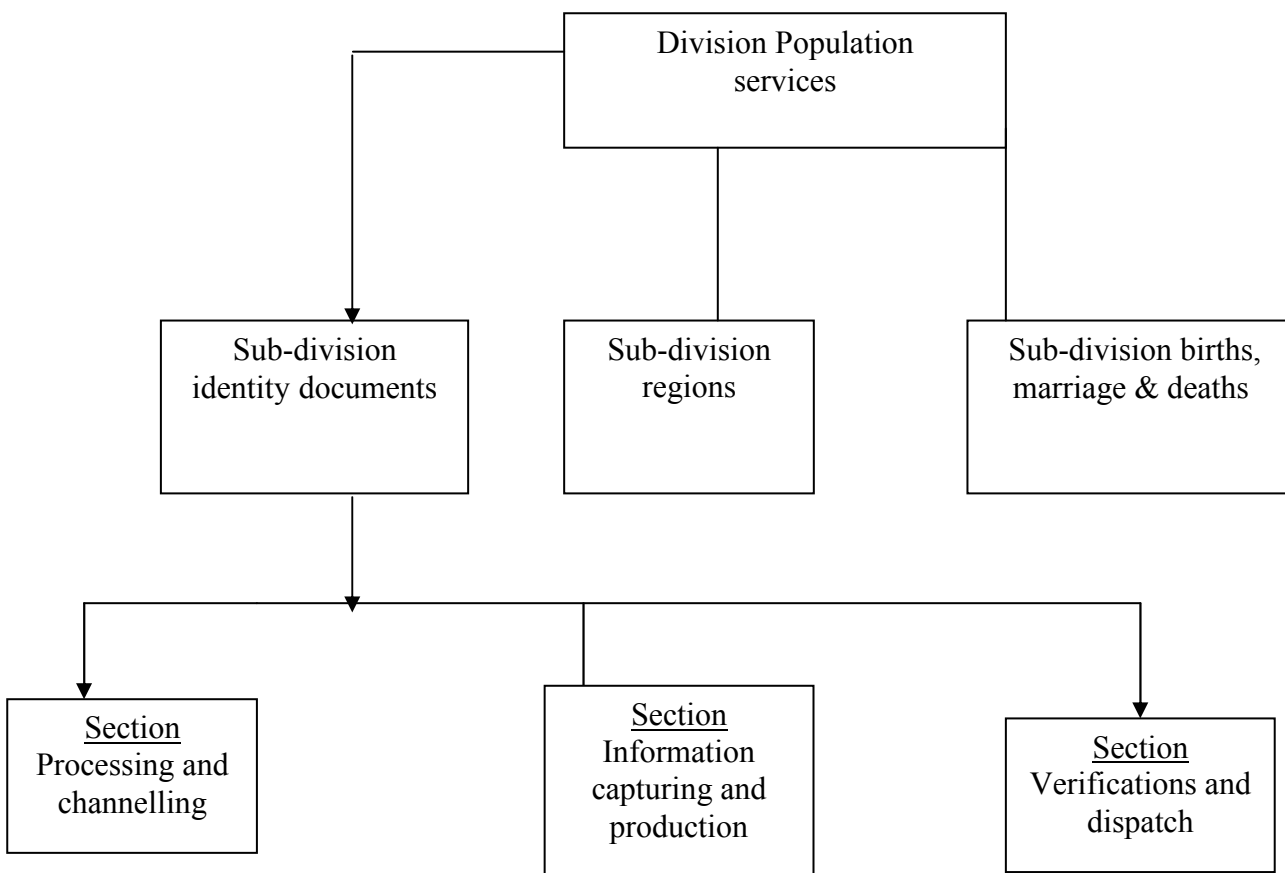 Division Population
services
Sub-division
identity documents
Sub-division
regions
Sub-division births,
marriage & deaths
Section
Processing and
channelling
Section
Information
capturing and
production
Section
Verifications and
dispatch